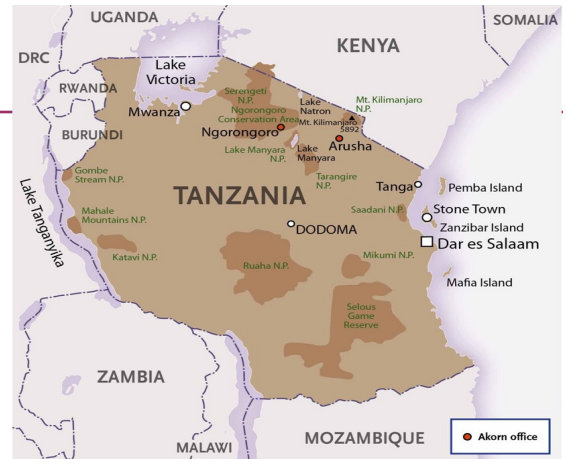 UGANDA
SOMALIA
KENYA
DRC
Lake
Victoria
RWANDA
Serengeti
N.P.
Lake
Natron
Mt. Kilimanjaro
N.P.
Mwanza
Ngorongoro
Conservation Area
Mt. Kilimanjaro
5892
Ngorongoro
BURUNDI
Arusha
Lake Manyara
N.P.
Lake
Manyara
Gombe
Stream N.P.
Tarangire
N.P.
Tanga
Pemba Island
TANZANIA
Lake Tanganyika
Saadani N.P.
Stone Town
Mahale
Mountains N.P.
DODOMA
Zanzibar Island
Dar es Salaam
Katavi N.P.
Mikumi N.P.
Ruaha N.P.
Mafia Island
Selous
Game
Reserve
ZAMBIA
MALAWI
MOZAMBIQUE
Akorn office